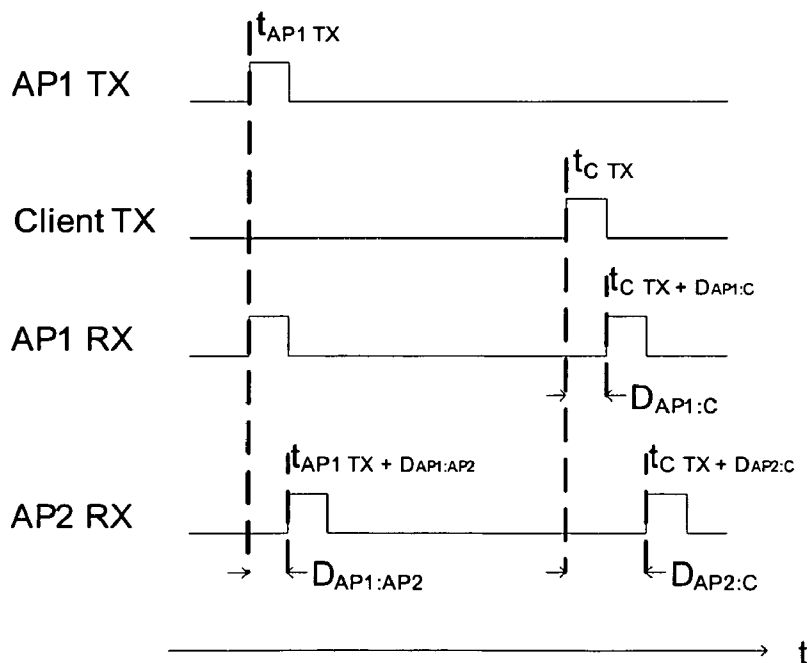 tAP1 TX
AP1 TX
tC TX
Client TX
tC TX + DAP1:C
AP1 RX
DAP1:C
tAP1 TX + DAP1:AP2
tC TX + DAP2:C
AP2 RX
DAP1:AP2
DAP2:C
t